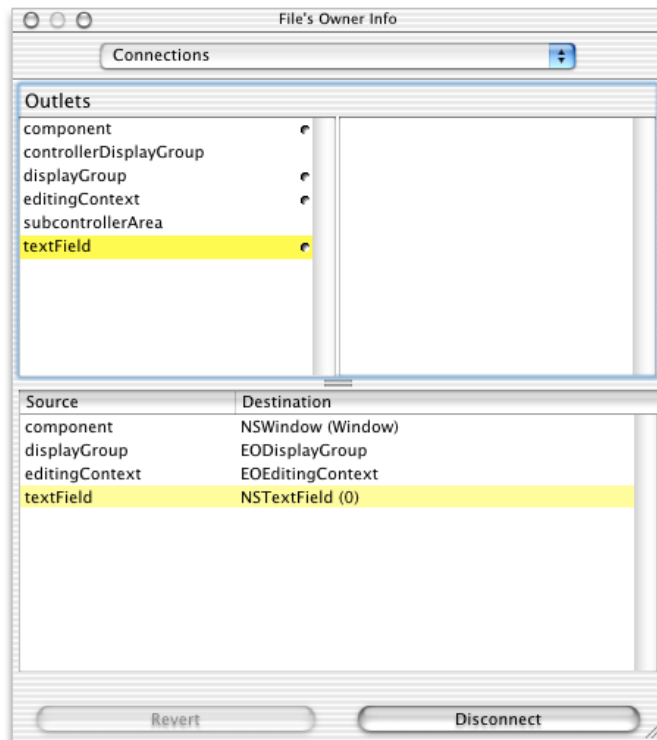 File's Owner Info
Connections
Outlets
component
controllerDisplayGroup
displayGroup
editingContext
subcontrollerArea
textField
Source Destination
component NSWindow (Window)
displayGroup EODisplayGroup
editingContext EOEditingContext
textField NSTextField (0)
Revert Disconnect